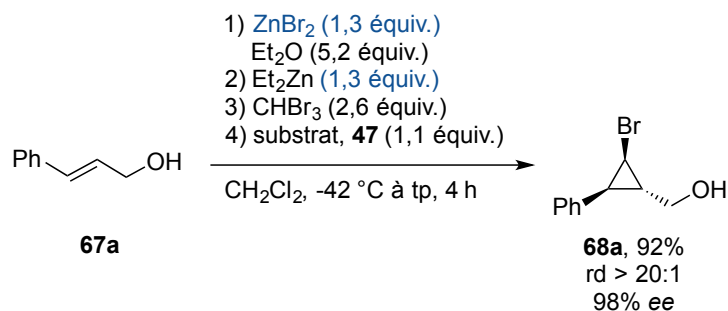 1) ZnBr2 (1,3 équiv.)
Et2O (5,2 équiv.)
2) Et2Zn (1,3 équiv.)
3) CHBr3 (2,6 équiv.)
4) substrat, 47 (1,1 équiv.)
CH2Cl2, -42 °C à tp, 4 h
Ph
OH
67a
Br
Ph
OH
68a, 92%
rd > 20:1
98% ee